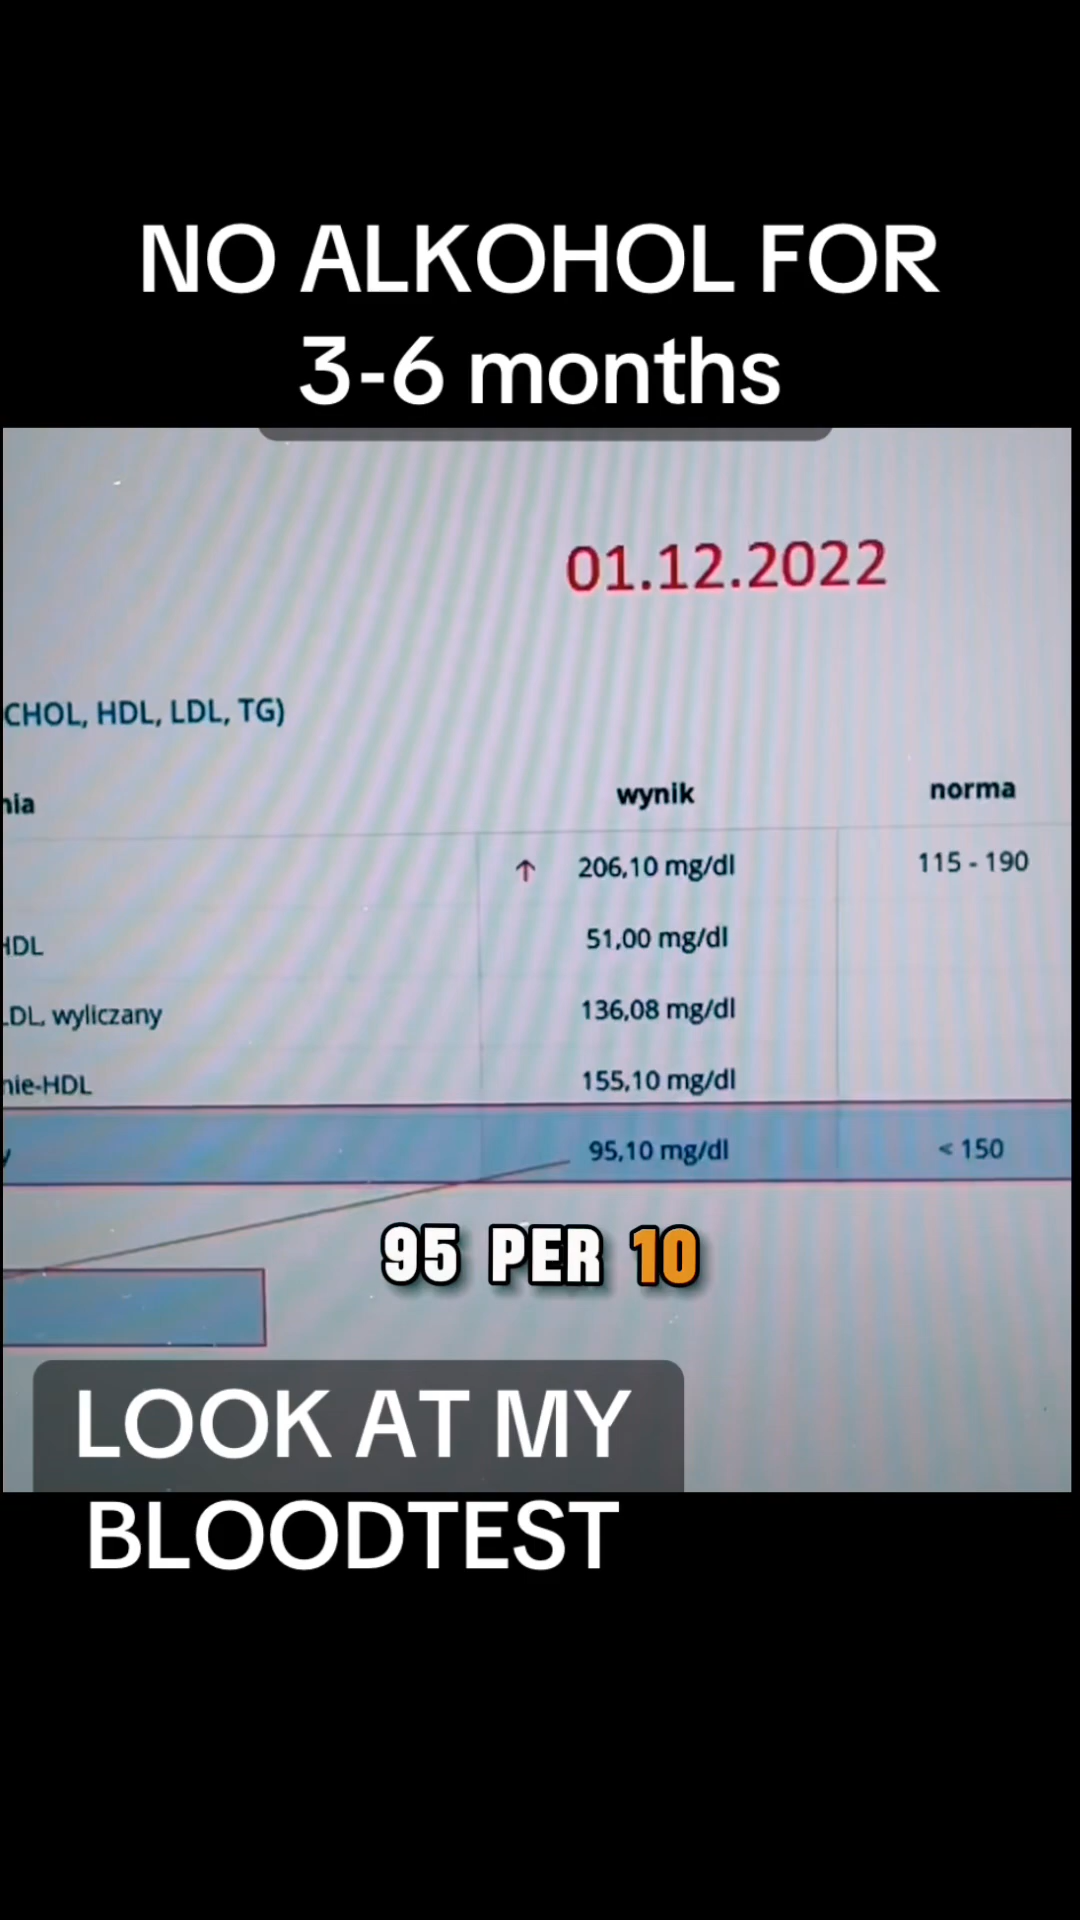 NO ALKOHOL FOR
3-6 months
01.12.2022
CHOL, HDL, LDL, TG)
wynik norma
↑ 206,10 mg/dl 115 - 190
HDL 51,00 mg/dl
LDL, wyliczany 136,08 mg/dl
nie-HDL 155,10 mg/dl
95,10 mg/dl < 150
95 PER 10
LOOK AT MY
BLOODTEST